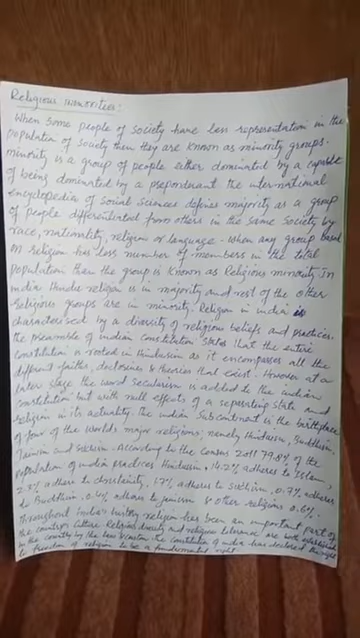 Religious Minorities:
When some people of society have less representation in the
population of society then they are known as minority groups.
minority is a group of people either dominated by a capable
of being dominated by a preponderant the international
encyclopedia of social sciences defines majority as a group
of people differentiated from others in the same society by
race, nationality, religion or language. when any group based
on religion has less number of members in the total
population then the group is known as Religious minority. In
india Hindu religion is in majority and rest of the other
religious groups are in minority. Religion in india is
characterised by a diversity of religious beliefs and practices.
the preamble of indian constitution states that the entire
constitution is rooted in Hinduism as it encompasses all the
different faiths, doctrines & theories that exist. However at a
later stage the word secularism is added to the indian
constitution but with null effects of a separating state and
religion in its actuality. the indian Subcontinent is the birthplace
of four of the world's major religions; namely Hinduism, Buddhism,
Jainism and Sikhism. According to the Census 2011 79.8% of the
population of india practices Hinduism, 14.2% adheres to Islam,
2.3% adhere to christianity, 1.7% adheres to sikhism, 0.7% adheres
to Buddhism, 0.4% adhere to jainism & other religions 0.6%.
throughout India's history religion has been an important part of
the country's culture. Religious diversity and religious tolerance are both established
in the country by the law the constitution of india has declared the right
to freedom of religion to be a fundamental right